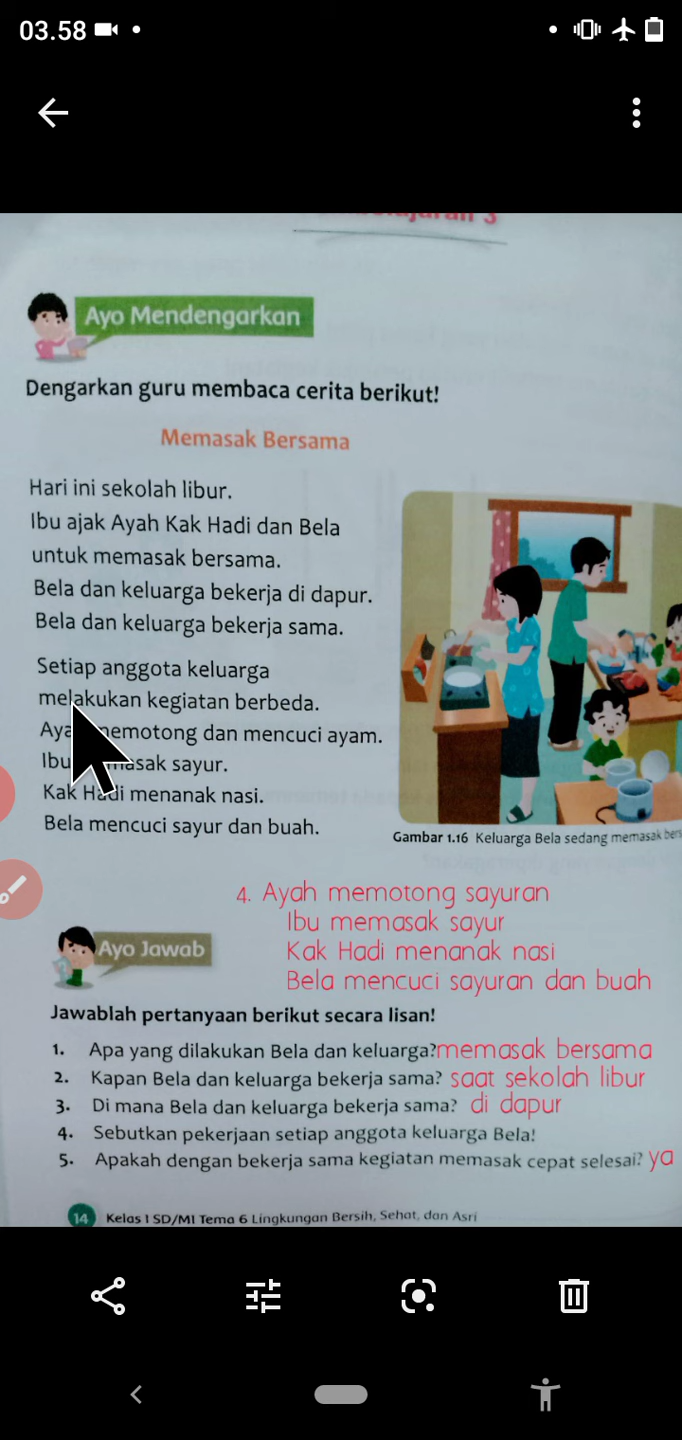 03.58
Ayo Mendengarkan
Dengarkan guru membaca cerita berikut!
Memasak Bersama
Hari ini sekolah libur.
Ibu ajak Ayah Kak Hadi dan Bela
untuk memasak bersama.
Bela dan keluarga bekerja di dapur.
Bela dan keluarga bekerja sama.
Setiap anggota keluarga
melakukan kegiatan berbeda.
memotong dan mencuci ayam.
Ibu sayur.
Kak Hadi menanak nasi.
Bela mencuci sayur dan buah.
Gambar 1.16 Keluarga Bela sedang memasak
4. Ayah memotong sayuran
Ibu memasak sayur
Kak Hadi menanak nasi
Bela mencuci sayuran dan buah
Ayo Jawab
Jawablah pertanyaan berikut secara lisan!
1. Apa yang dilakukan Bela dan keluarga? memasak bersama
2. Kapan Bela dan keluarga bekerja sama? saat sekolah libur
3. Di mana Bela dan keluarga bekerja sama? di dapur
4. Sebutkan pekerjaan setiap anggota keluarga Bela!
5. Apakah dengan bekerja sama kegiatan memasak cepat selesai? ya
14 Kelas 1 SD/MI Tema 6 Lingkungan Bersih, Sehat, dan Asri